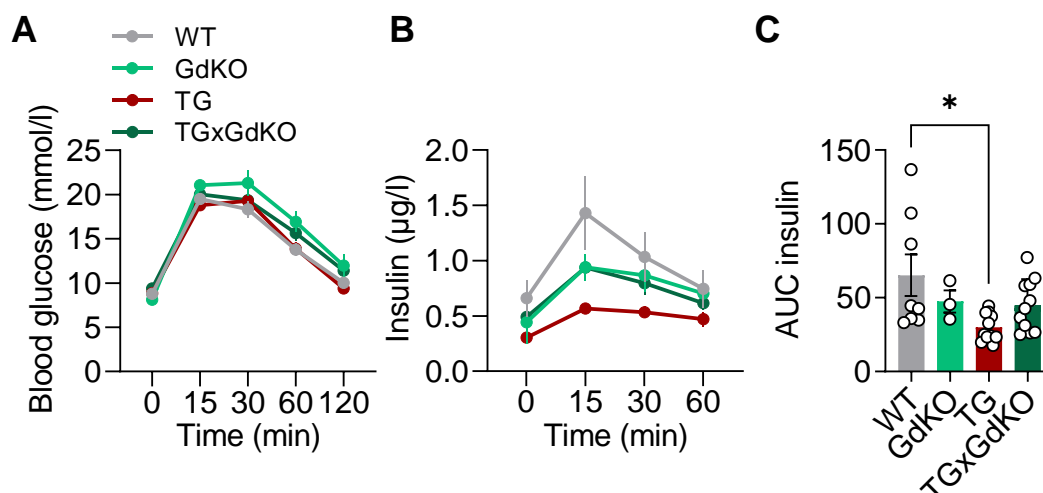 A
WT
GdKO
TG
TGxGdKO
Blood glucose (mmol/l)
25
20
15
10
5
0
0 15 30 60 120
Time (min)
B
Insulin (µg/l)
2.0
1.5
1.0
0.5
0.0
0 15 30 60
Time (min)
C
*
AUC insulin
150
100
50
0
WT
GdKO
TG
TGxGdKO